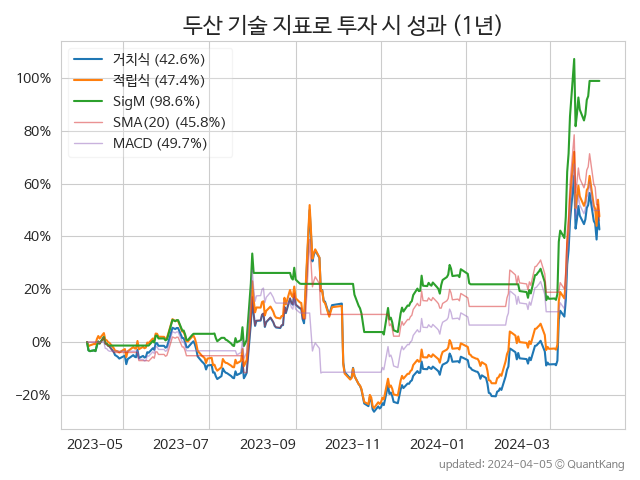 두산 기술 지표로 투자 시 성과 (1년)
거치식 (42.6%)
적립식 (47.4%)
SigM (98.6%)
SMA(20) (45.8%)
MACD (49.7%)
100%
80%
60%
40%
20%
0%
−20%
2023-05 2023-07 2023-09 2023-11 2024-01 2024-03
updated: 2024-04-05 © QuantKang